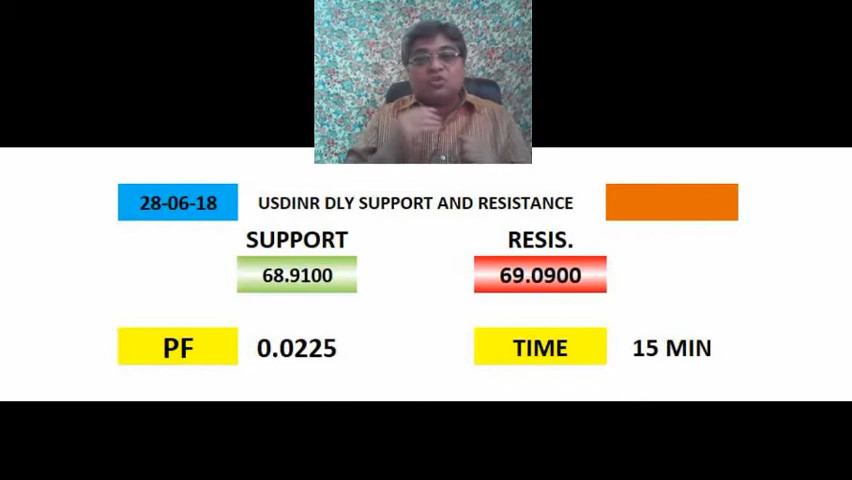 28-06-18 USDINR DLY SUPPORT AND RESISTANCE
SUPPORT RESIS.
68.9100 69.0900
PF 0.0225 TIME 15 MIN